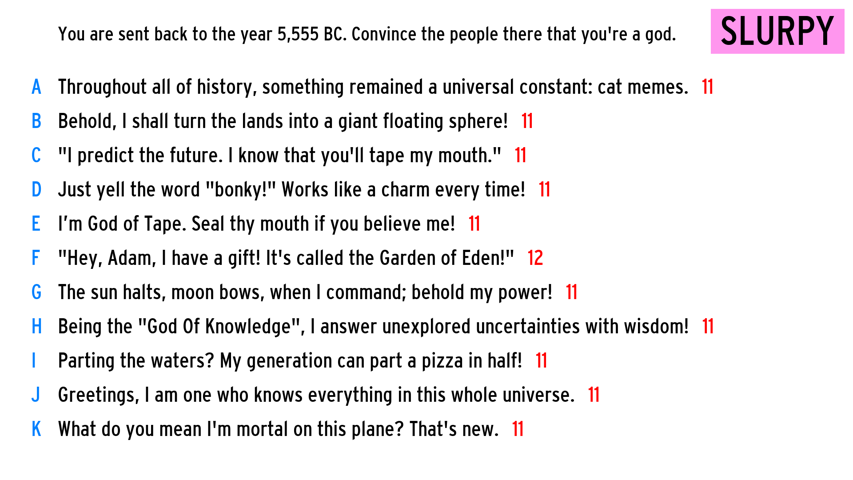 You are sent back to the year 5,555 BC. Convince the people there that you're a god.
SLURPY
A Throughout all of history, something remained a universal constant: cat memes. 11
B Behold, I shall turn the lands into a giant floating sphere! 11
C "I predict the future. I know that you'll tape my mouth." 11
D Just yell the word "bonky!" Works like a charm every time! 11
E I’m God of Tape. Seal thy mouth if you believe me! 11
F "Hey, Adam, I have a gift! It's called the Garden of Eden!" 12
G The sun halts, moon bows, when I command; behold my power! 11
H Being the "God Of Knowledge", I answer unexplored uncertainties with wisdom! 11
I Parting the waters? My generation can part a pizza in half! 11
J Greetings, I am one who knows everything in this whole universe. 11
K What do you mean I'm mortal on this plane? That's new. 11